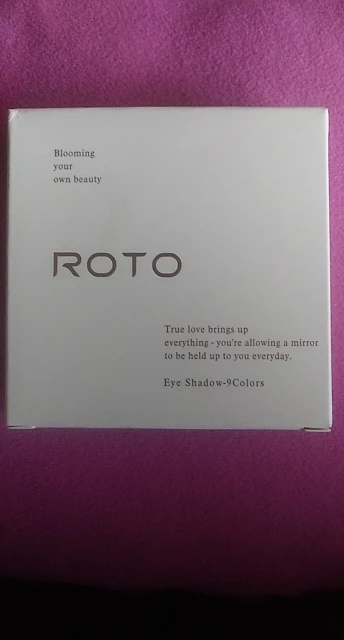 Blooming
your
own beauty
ROTO
True love brings up
everything - you're allowing a mirror
to be held up to you everyday.
Eye Shadow-9Colors